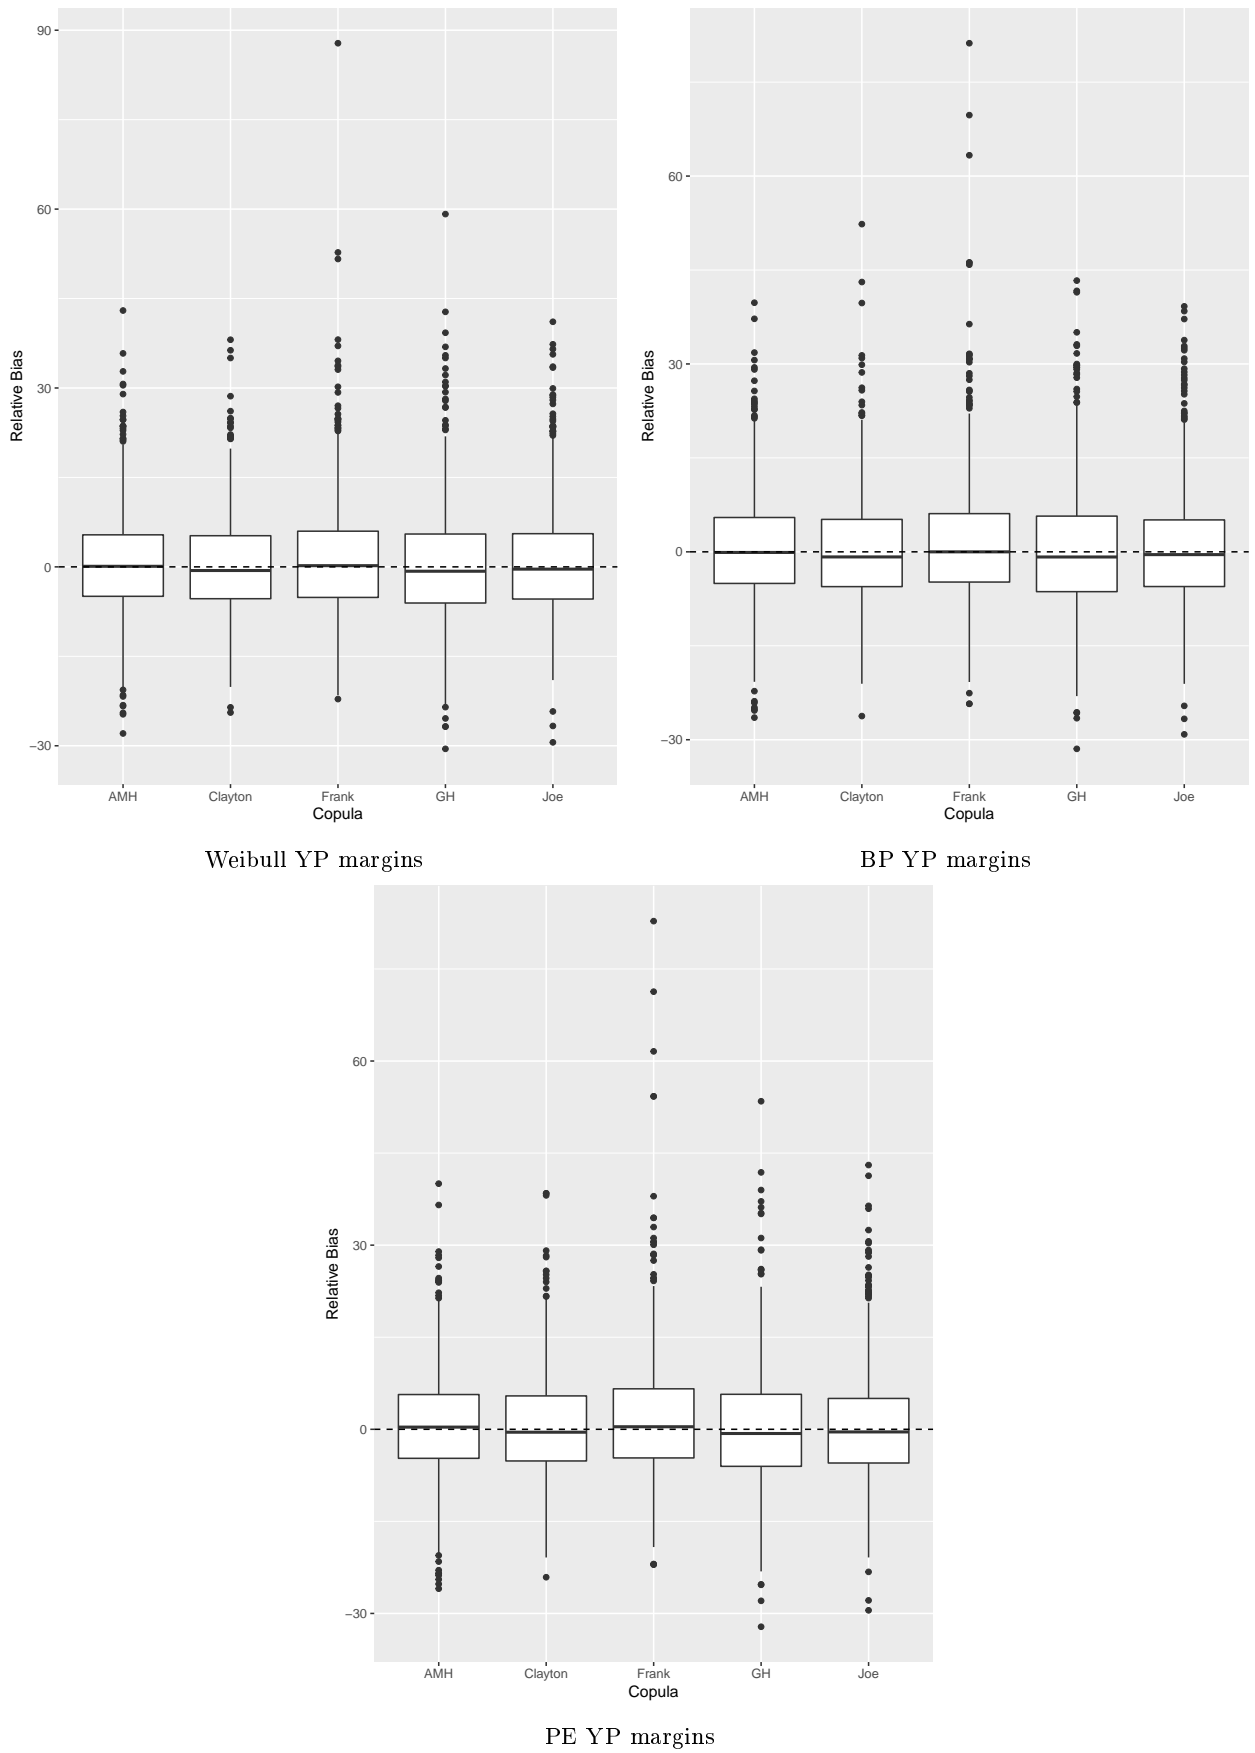 90
60
30
0
−30
Relative Bias
AMH Clayton Frank GH Joe
Copula
Weibull YP margins
60
30
0
−30
Relative Bias
AMH Clayton Frank GH Joe
Copula
BP YP margins
60
30
0
−30
Relative Bias
AMH Clayton Frank GH Joe
Copula
PE YP margins